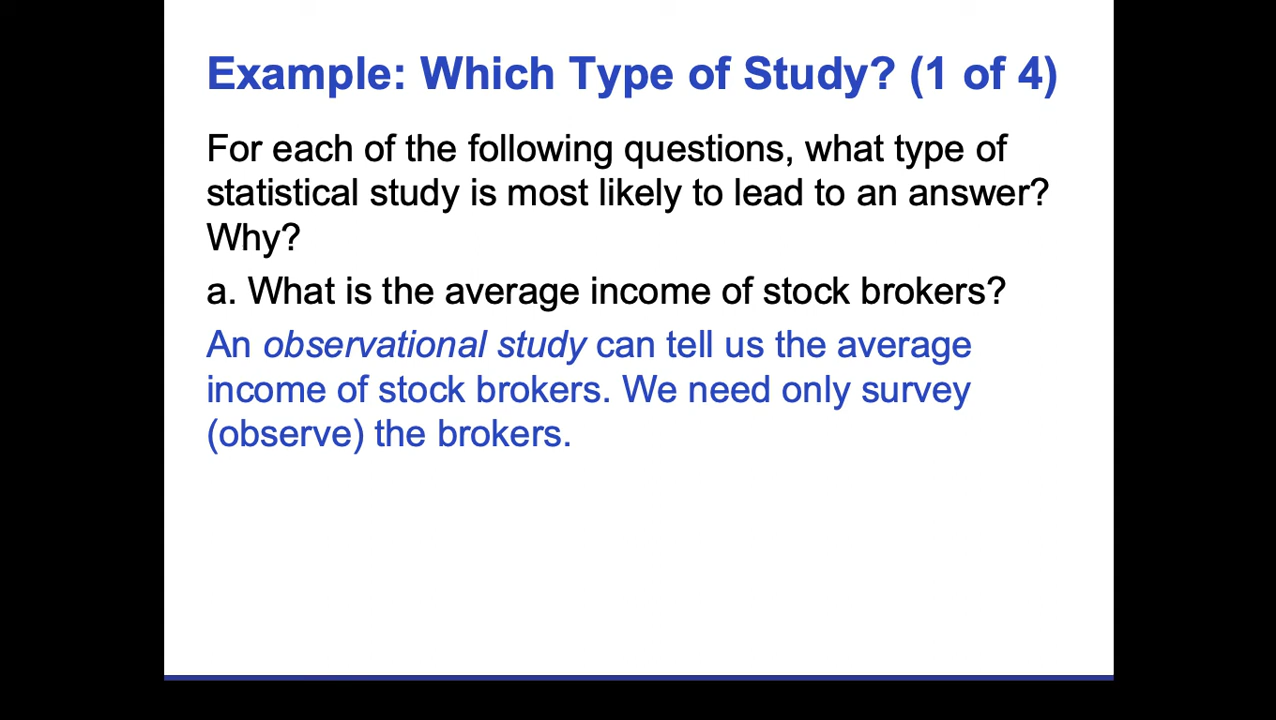 Example: Which Type of Study? (1 of 4)
For each of the following questions, what type of
statistical study is most likely to lead to an answer?
Why?
a. What is the average income of stock brokers?
An observational study can tell us the average
income of stock brokers. We need only survey
(observe) the brokers.